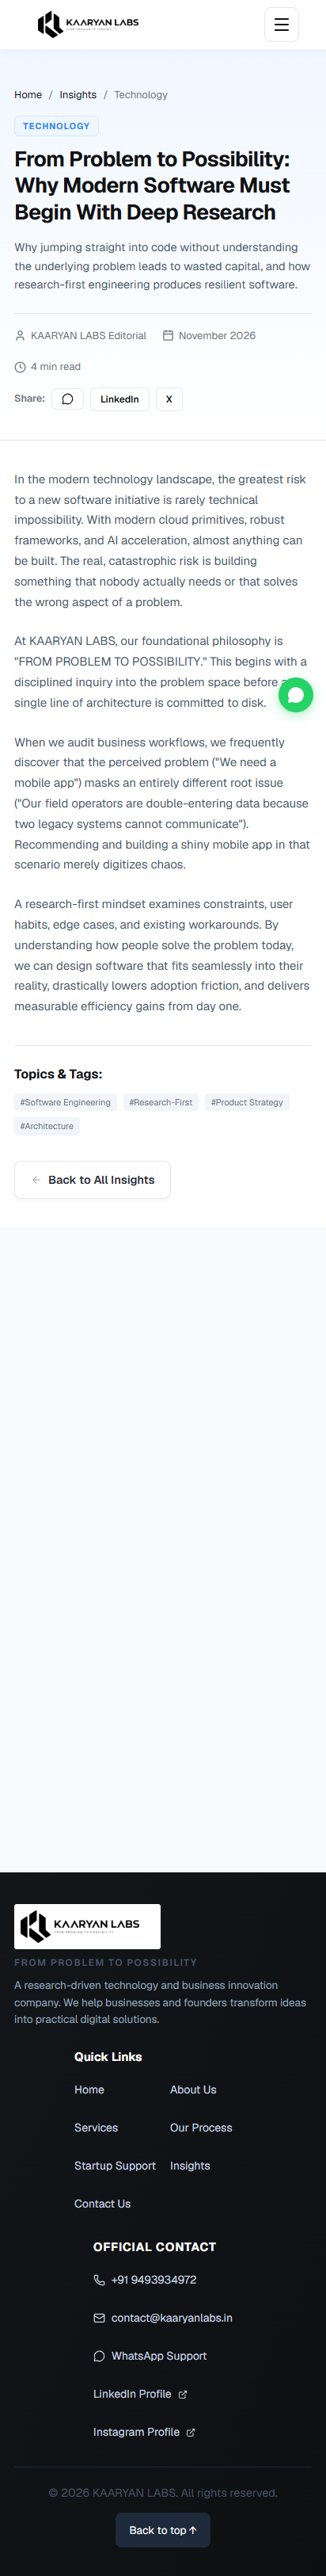 KAARYAN LABS
FROM PROBLEM TO POSSIBILITY
Home / Insights / Technology
TECHNOLOGY
From Problem to Possibility:
Why Modern Software Must
Begin With Deep Research
Why jumping straight into code without understanding
the underlying problem leads to wasted capital, and how
research-first engineering produces resilient software.
KAARYAN LABS Editorial November 2026
4 min read
Share: LinkedIn X
In the modern technology landscape, the greatest risk
to a new software initiative is rarely technical
impossibility. With modern cloud primitives, robust
frameworks, and AI acceleration, almost anything can
be built. The real, catastrophic risk is building
something that nobody actually needs or that solves
the wrong aspect of a problem.
At KAARYAN LABS, our foundational philosophy is
"FROM PROBLEM TO POSSIBILITY." This begins with a
disciplined inquiry into the problem space before a
single line of architecture is committed to disk.
When we audit business workflows, we frequently
discover that the perceived problem ("We need a
mobile app") masks an entirely different root issue
("Our field operators are double-entering data because
two legacy systems cannot communicate").
Recommending and building a shiny mobile app in that
scenario merely digitizes chaos.
A research-first mindset examines constraints, user
habits, edge cases, and existing workarounds. By
understanding how people solve the problem today,
we can design software that fits seamlessly into their
reality, drastically lowers adoption friction, and delivers
measurable efficiency gains from day one.
Topics & Tags:
#Software Engineering #Research-First #Product Strategy
#Architecture
← Back to All Insights
KAARYAN LABS
FROM PROBLEM TO POSSIBILITY
FROM PROBLEM TO POSSIBILITY
A research-driven technology and business innovation
company. We help businesses and founders transform ideas
into practical digital solutions.
Quick Links
Home About Us
Services Our Process
Startup Support Insights
Contact Us
OFFICIAL CONTACT
+91 9493934972
contact@kaaryanlabs.in
WhatsApp Support
LinkedIn Profile
Instagram Profile
© 2026 KAARYAN LABS. All rights reserved.
Back to top ↑